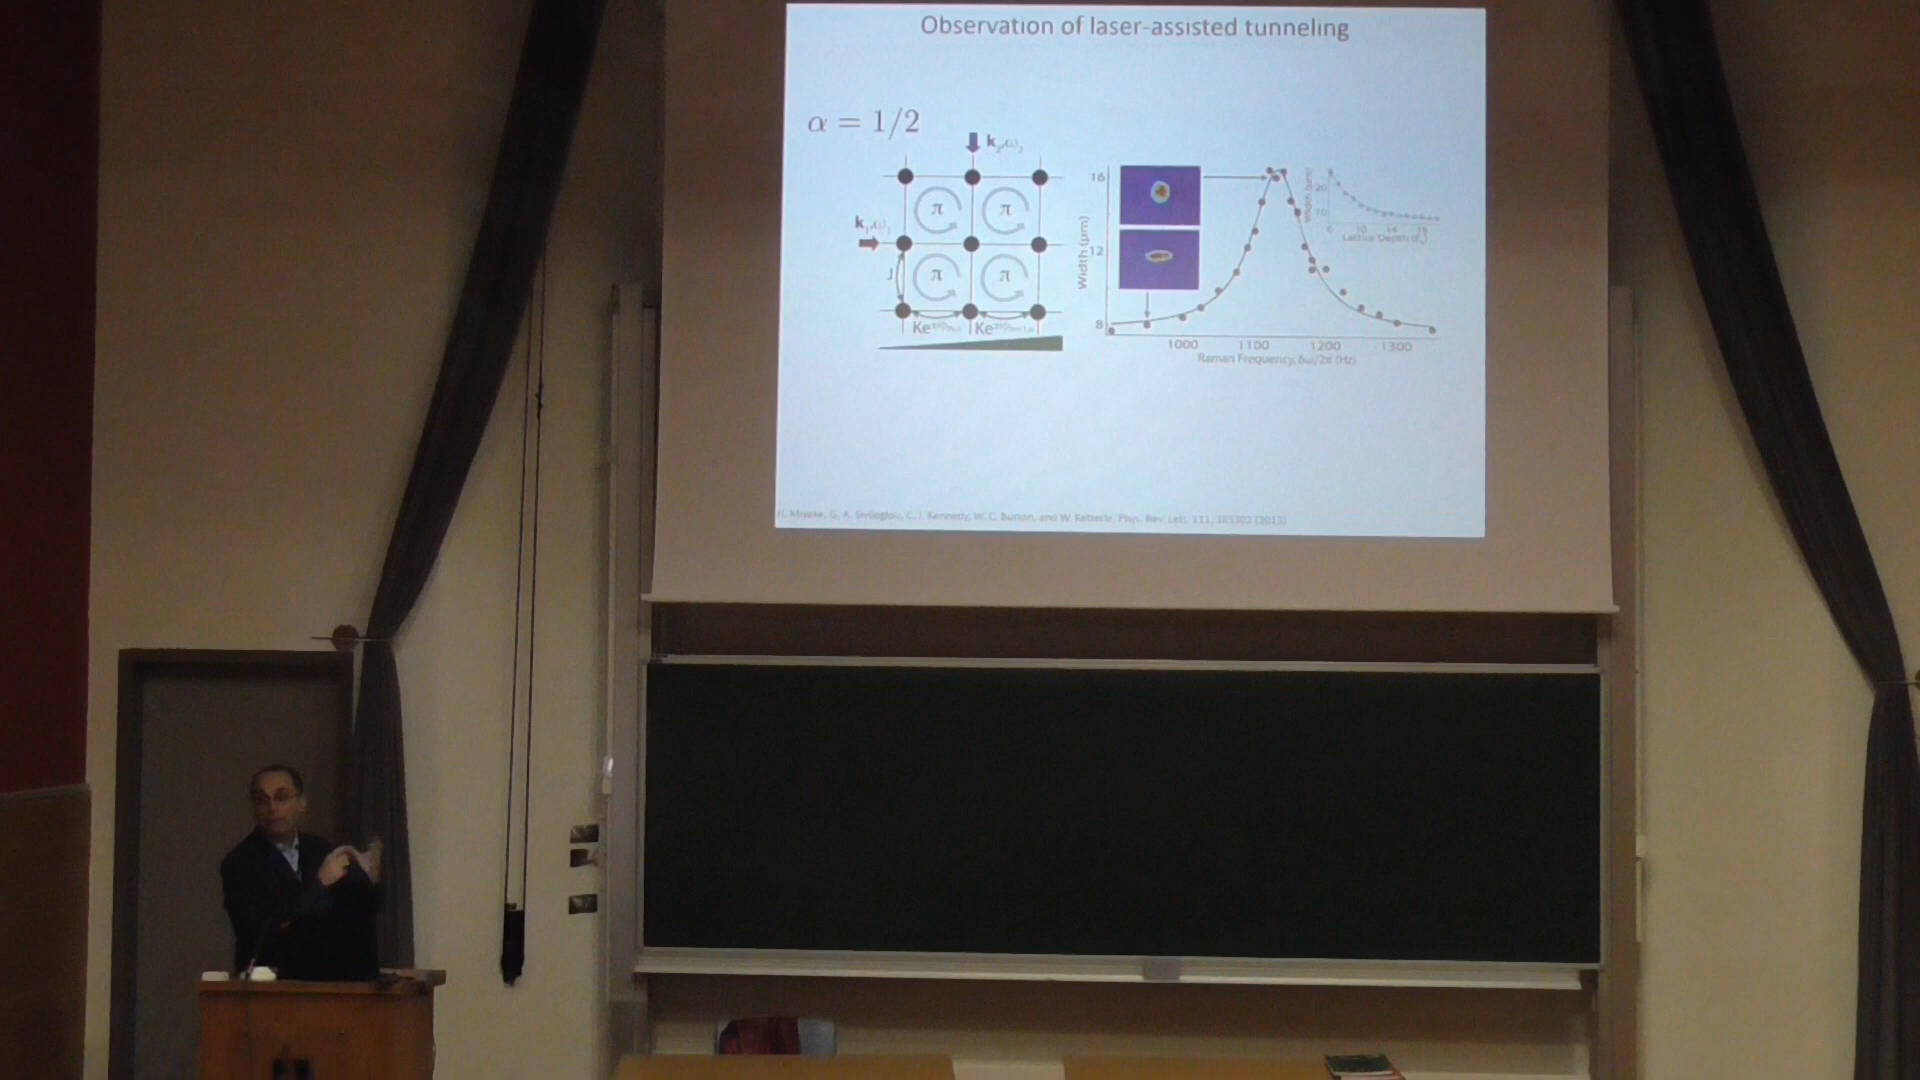 Observation of laser-assisted tunneling
α = 1/2
k₂,ω₂
π π
k₁,ω₁
J
π π
Ke Ke
16
12
8
Width (μm)
1000 1100 1200 1300
Raman Frequency, δω/2π (Hz)
Width (μm)
20
10
6 10 14 18
Lattice Depth (E
H. Miyake, G. A. Siviloglou, C. J. Kennedy, W. C. Burton, and W. Ketterle, Phys. Rev. Lett. 111, 185302 (2013)